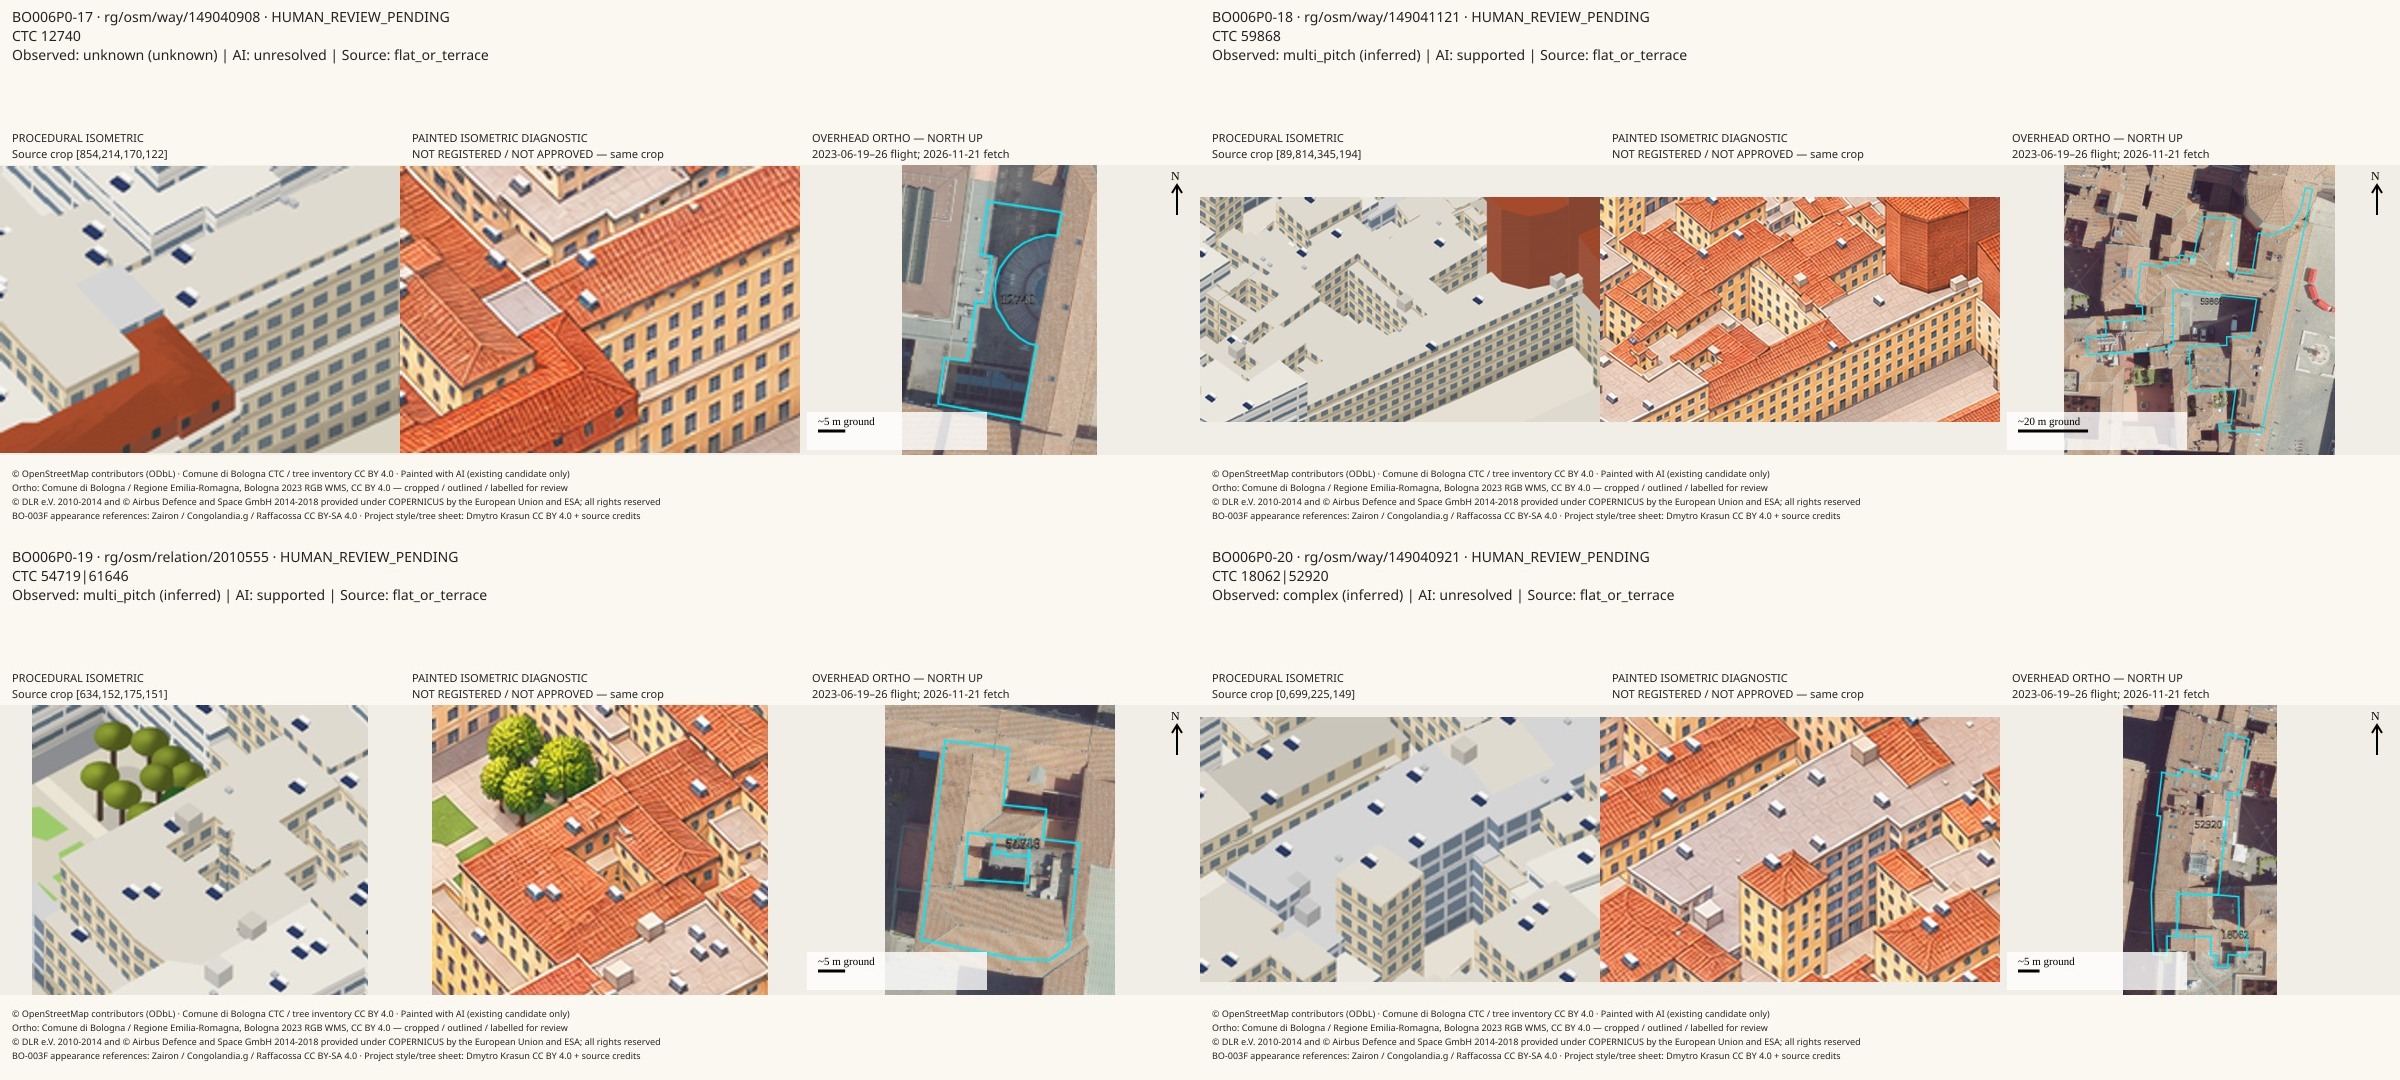 BO006P0-17 · rg/osm/way/149040908 · HUMAN_REVIEW_PENDING
CTC 12740
Observed: unknown (unknown) | AI: unresolved | Source: flat_or_terrace
PROCEDURAL ISOMETRIC
Source crop [854,214,170,122]
PAINTED ISOMETRIC DIAGNOSTIC
NOT REGISTERED / NOT APPROVED — same crop
OVERHEAD ORTHO — NORTH UP
2023-06-19–26 flight; 2026-11-21 fetch
N
12740
~5 m ground
© OpenStreetMap contributors (ODbL) · Comune di Bologna CTC / tree inventory CC BY 4.0 · Painted with AI (existing candidate only)
Ortho: Comune di Bologna / Regione Emilia-Romagna, Bologna 2023 RGB WMS, CC BY 4.0 — cropped / outlined / labelled for review
© DLR e.V. 2010-2014 and © Airbus Defence and Space GmbH 2014-2018 provided under COPERNICUS by the European Union and ESA; all rights reserved
BO-003F appearance references: Zairon / Congolandia.g / Raffacossa CC BY-SA 4.0 · Project style/tree sheet: Dmytro Krasun CC BY 4.0 + source credits
BO006P0-18 · rg/osm/way/149041121 · HUMAN_REVIEW_PENDING
CTC 59868
Observed: multi_pitch (inferred) | AI: supported | Source: flat_or_terrace
PROCEDURAL ISOMETRIC
Source crop [89,814,345,194]
PAINTED ISOMETRIC DIAGNOSTIC
NOT REGISTERED / NOT APPROVED — same crop
OVERHEAD ORTHO — NORTH UP
2023-06-19–26 flight; 2026-11-21 fetch
N
59868
~20 m ground
© OpenStreetMap contributors (ODbL) · Comune di Bologna CTC / tree inventory CC BY 4.0 · Painted with AI (existing candidate only)
Ortho: Comune di Bologna / Regione Emilia-Romagna, Bologna 2023 RGB WMS, CC BY 4.0 — cropped / outlined / labelled for review
© DLR e.V. 2010-2014 and © Airbus Defence and Space GmbH 2014-2018 provided under COPERNICUS by the European Union and ESA; all rights reserved
BO-003F appearance references: Zairon / Congolandia.g / Raffacossa CC BY-SA 4.0 · Project style/tree sheet: Dmytro Krasun CC BY 4.0 + source credits
BO006P0-19 · rg/osm/relation/2010555 · HUMAN_REVIEW_PENDING
CTC 54719|61646
Observed: multi_pitch (inferred) | AI: supported | Source: flat_or_terrace
PROCEDURAL ISOMETRIC
Source crop [634,152,175,151]
PAINTED ISOMETRIC DIAGNOSTIC
NOT REGISTERED / NOT APPROVED — same crop
OVERHEAD ORTHO — NORTH UP
2023-06-19–26 flight; 2026-11-21 fetch
N
~5 m ground
© OpenStreetMap contributors (ODbL) · Comune di Bologna CTC / tree inventory CC BY 4.0 · Painted with AI (existing candidate only)
Ortho: Comune di Bologna / Regione Emilia-Romagna, Bologna 2023 RGB WMS, CC BY 4.0 — cropped / outlined / labelled for review
© DLR e.V. 2010-2014 and © Airbus Defence and Space GmbH 2014-2018 provided under COPERNICUS by the European Union and ESA; all rights reserved
BO-003F appearance references: Zairon / Congolandia.g / Raffacossa CC BY-SA 4.0 · Project style/tree sheet: Dmytro Krasun CC BY 4.0 + source credits
BO006P0-20 · rg/osm/way/149040921 · HUMAN_REVIEW_PENDING
CTC 18062|52920
Observed: complex (inferred) | AI: unresolved | Source: flat_or_terrace
PROCEDURAL ISOMETRIC
Source crop [0,699,225,149]
PAINTED ISOMETRIC DIAGNOSTIC
NOT REGISTERED / NOT APPROVED — same crop
OVERHEAD ORTHO — NORTH UP
2023-06-19–26 flight; 2026-11-21 fetch
N
52920
18062
~5 m ground
© OpenStreetMap contributors (ODbL) · Comune di Bologna CTC / tree inventory CC BY 4.0 · Painted with AI (existing candidate only)
Ortho: Comune di Bologna / Regione Emilia-Romagna, Bologna 2023 RGB WMS, CC BY 4.0 — cropped / outlined / labelled for review
© DLR e.V. 2010-2014 and © Airbus Defence and Space GmbH 2014-2018 provided under COPERNICUS by the European Union and ESA; all rights reserved
BO-003F appearance references: Zairon / Congolandia.g / Raffacossa CC BY-SA 4.0 · Project style/tree sheet: Dmytro Krasun CC BY 4.0 + source credits